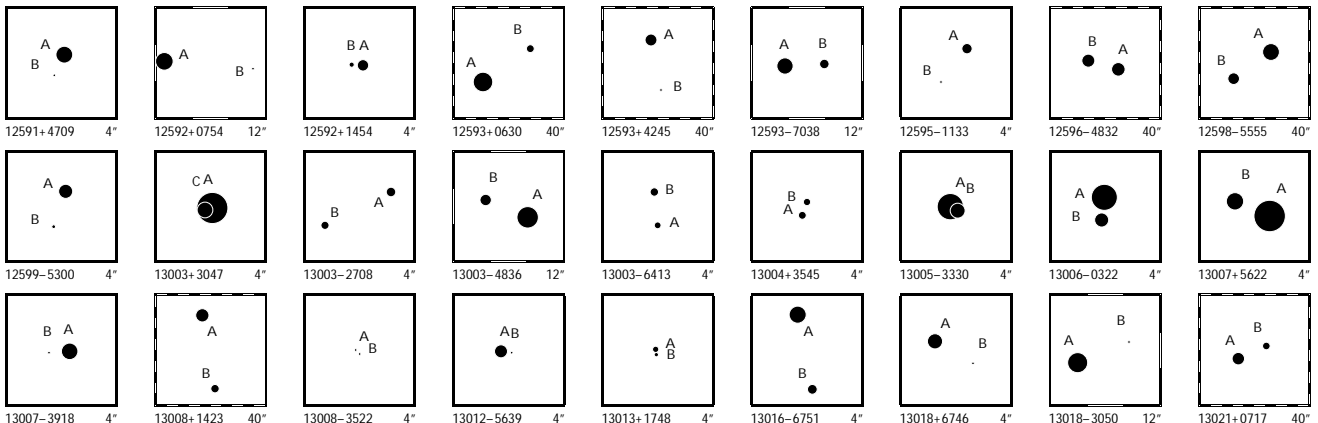 A
B
12591+4709 4″
A
B
12592+0754 12″
B A
12592+1454 4″
B
A
12593+0630 40″
A
B
12593+4245 40″
A B
12593−7038 12″
A
B
12595−1133 4″
B A
12596−4832 40″
A
B
12598−5555 40″
A
B
12599−5300 4″
C A
13003+3047 4″
B A
13003−2708 4″
B
A
13003−4836 12″
B
A
13003−6413 4″
B
A
13004+3545 4″
A B
13005−3330 4″
A
B
13006−0322 4″
B A
13007+5622 4″
B A
13007−3918 4″
A
B
13008+1423 40″
A
B
13008−3522 4″
A B
13012−5639 4″
A
B
13013+1748 4″
A
B
13016−6751 4″
A
B
13018+6746 4″
B
A
13018−3050 12″
B
A
13021+0717 40″